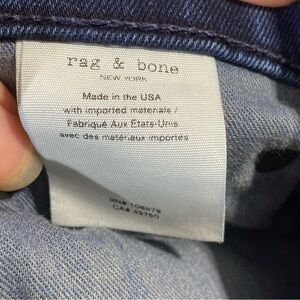 rag & bone
NEW YORK
Made in the USA
with imported materials /
Fabriqué Aux États-Unis
avec des matériaux importés